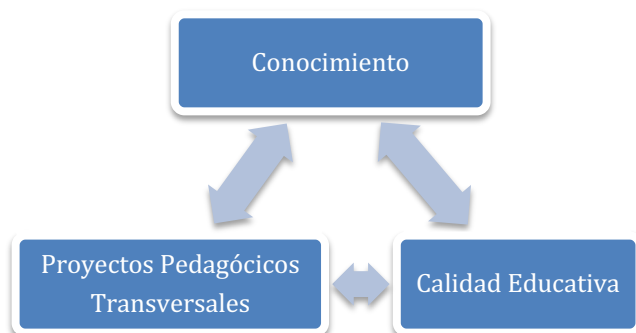 Conocimiento
Proyectos Pedagócicos
Transversales
Calidad Educativa